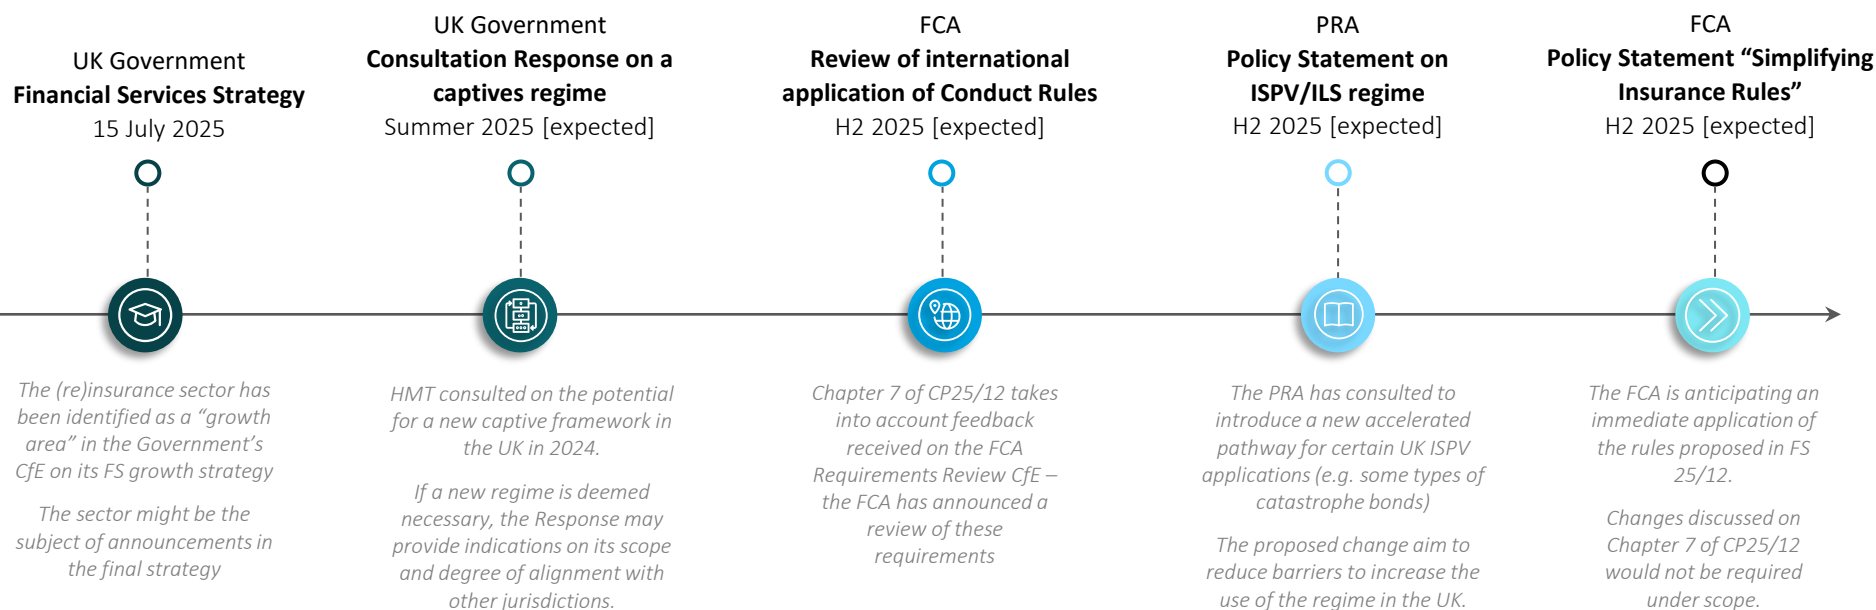 UK Government
Financial Services Strategy
15 July 2025
The (re)insurance sector has
been identified as a “growth
area” in the Government’s
CfE on its FS growth strategy
The sector might be the
subject of announcements in
the final strategy
UK Government
Consultation Response on a
captives regime
Summer 2025 [expected]
HMT consulted on the potential
for a new captive framework in
the UK in 2024.
If a new regime is deemed
necessary, the Response may
provide indications on its scope
and degree of alignment with
other jurisdictions.
FCA
Review of international
application of Conduct Rules
H2 2025 [expected]
Chapter 7 of CP25/12 takes
into account feedback
received on the FCA
Requirements Review CfE –
the FCA has announced a
review of these
requirements
PRA
Policy Statement on
ISPV/ILS regime
H2 2025 [expected]
The PRA has consulted to
introduce a new accelerated
pathway for certain UK ISPV
applications (e.g. some types of
catastrophe bonds)
The proposed change aim to
reduce barriers to increase the
use of the regime in the UK.
FCA
Policy Statement “Simplifying
Insurance Rules”
H2 2025 [expected]
The FCA is anticipating an
immediate application of
the rules proposed in FS
25/12.
Changes discussed on
Chapter 7 of CP25/12
would not be required
under scope.